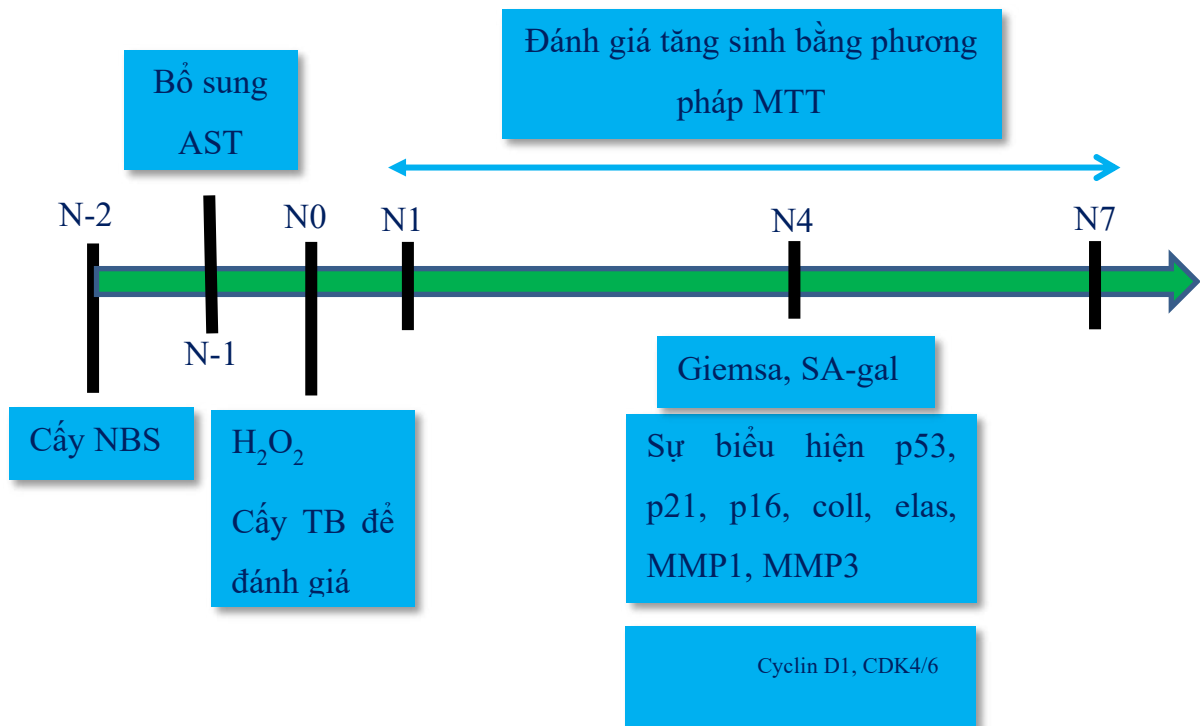 Đánh giá tăng sinh bằng phương
pháp MTT
Bổ sung
AST
N-2
N0
N1
N4
N7
N-1
Cấy NBS
H₂O₂
Cấy TB để
đánh giá
Giemsa, SA-gal
Sự biểu hiện p53,
p21, p16, coll, elas,
MMP1, MMP3
Cyclin D1, CDK4/6